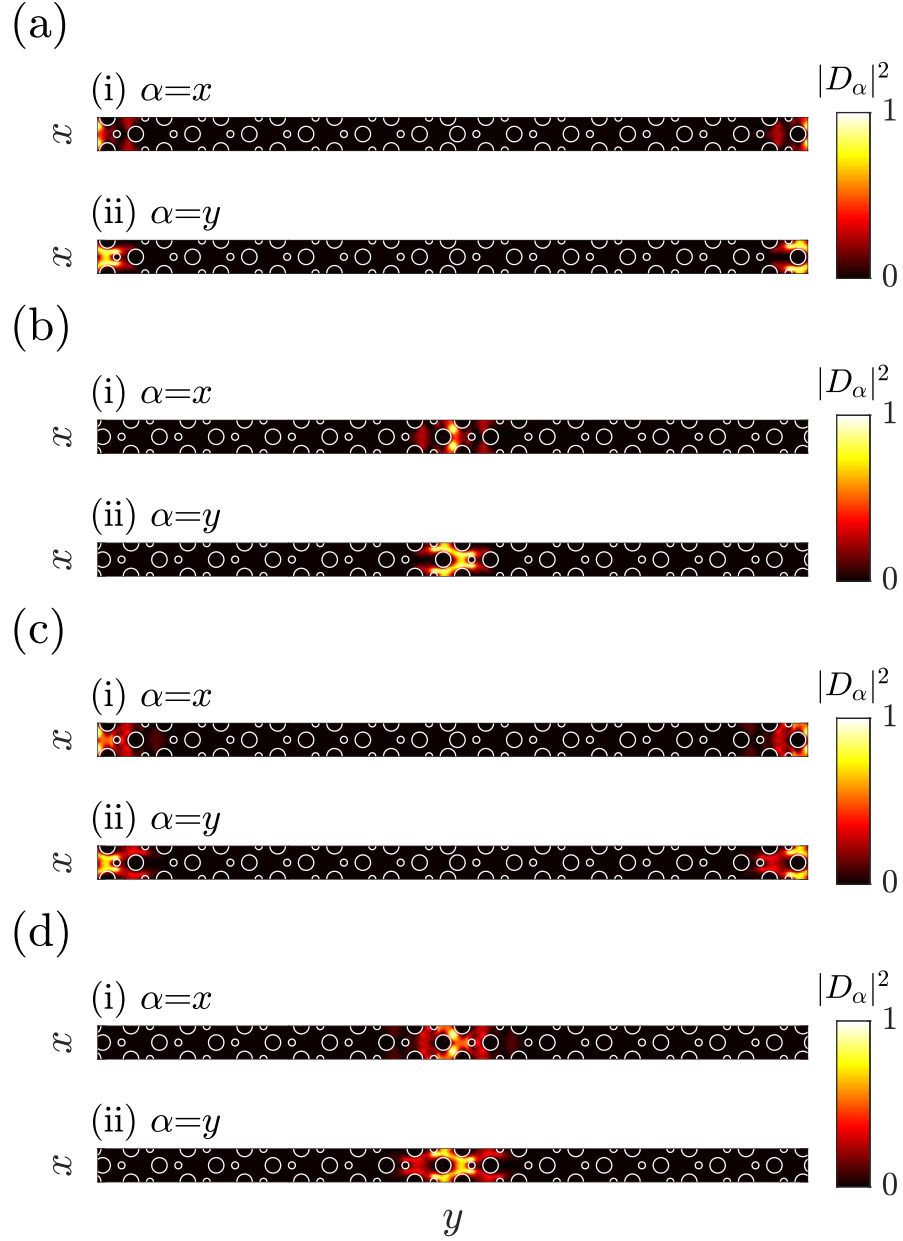 (a)
(i) α=x
|Dα|²
1
x
(ii) α=y
x
0
(b)
(i) α=x
|Dα|²
1
x
(ii) α=y
x
0
(c)
(i) α=x
|Dα|²
1
x
(ii) α=y
x
0
(d)
(i) α=x
|Dα|²
1
x
(ii) α=y
x
0
y